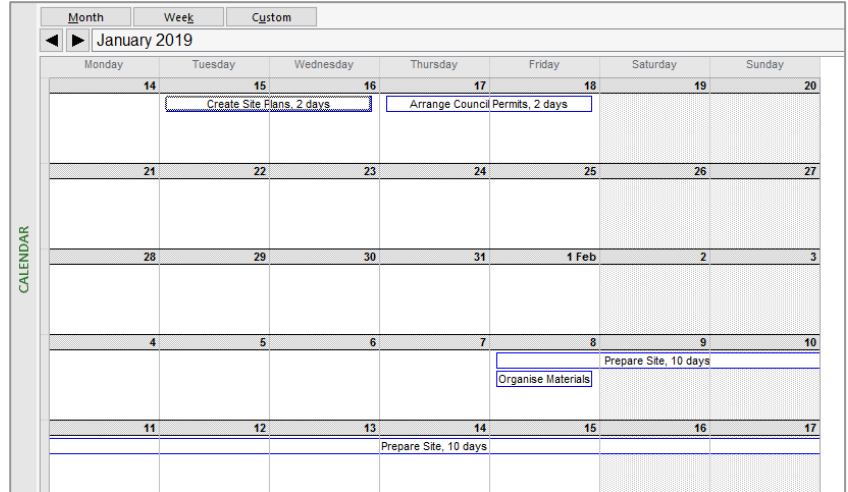 Month Week Custom
January 2019
Monday Tuesday Wednesday Thursday Friday Saturday Sunday
14 15 16 17 18 19 20
Create Site Plans, 2 days Arrange Council Permits, 2 days
21 22 23 24 25 26 27
28 29 30 31 1 Feb 2 3
4 5 6 7 8 9 10
Prepare Site, 10 days
Organise Materials
11 12 13 14 15 16 17
Prepare Site, 10 days
CALENDAR